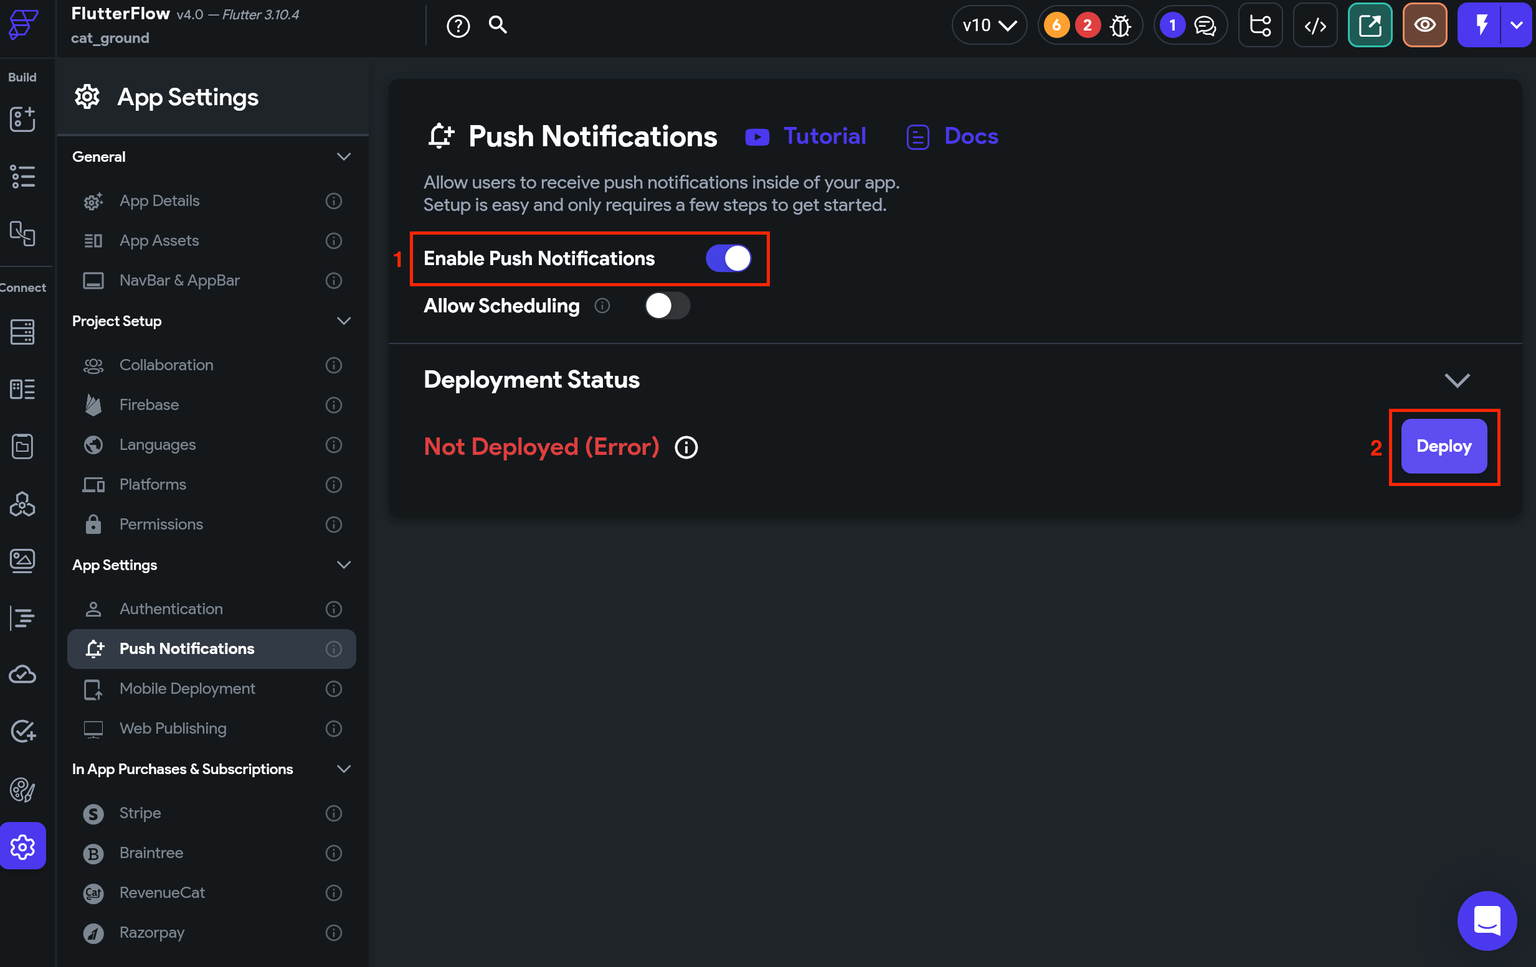 FlutterFlow v4.0 — Flutter 3.10.4
cat_ground
v10
6
2
1
Build
Connect
App Settings
General
App Details
App Assets
NavBar & AppBar
Project Setup
Collaboration
Firebase
Languages
Platforms
Permissions
App Settings
Authentication
Push Notifications
Mobile Deployment
Web Publishing
In App Purchases & Subscriptions
Stripe
Braintree
RevenueCat
Razorpay
Push Notifications
Tutorial
Docs
Allow users to receive push notifications inside of your app.
Setup is easy and only requires a few steps to get started.
1 Enable Push Notifications
Allow Scheduling
Deployment Status
Not Deployed (Error)
2 Deploy